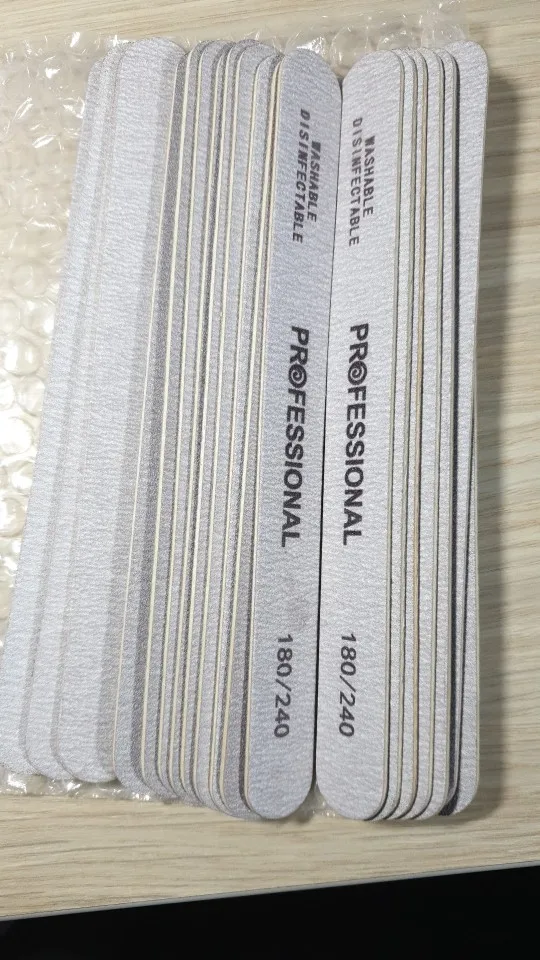 WASHABLE
DISINFECTABLE
PROFESSIONAL
180/240
WASHABLE
DISINFECTABLE
PROFESSIONAL
180/240